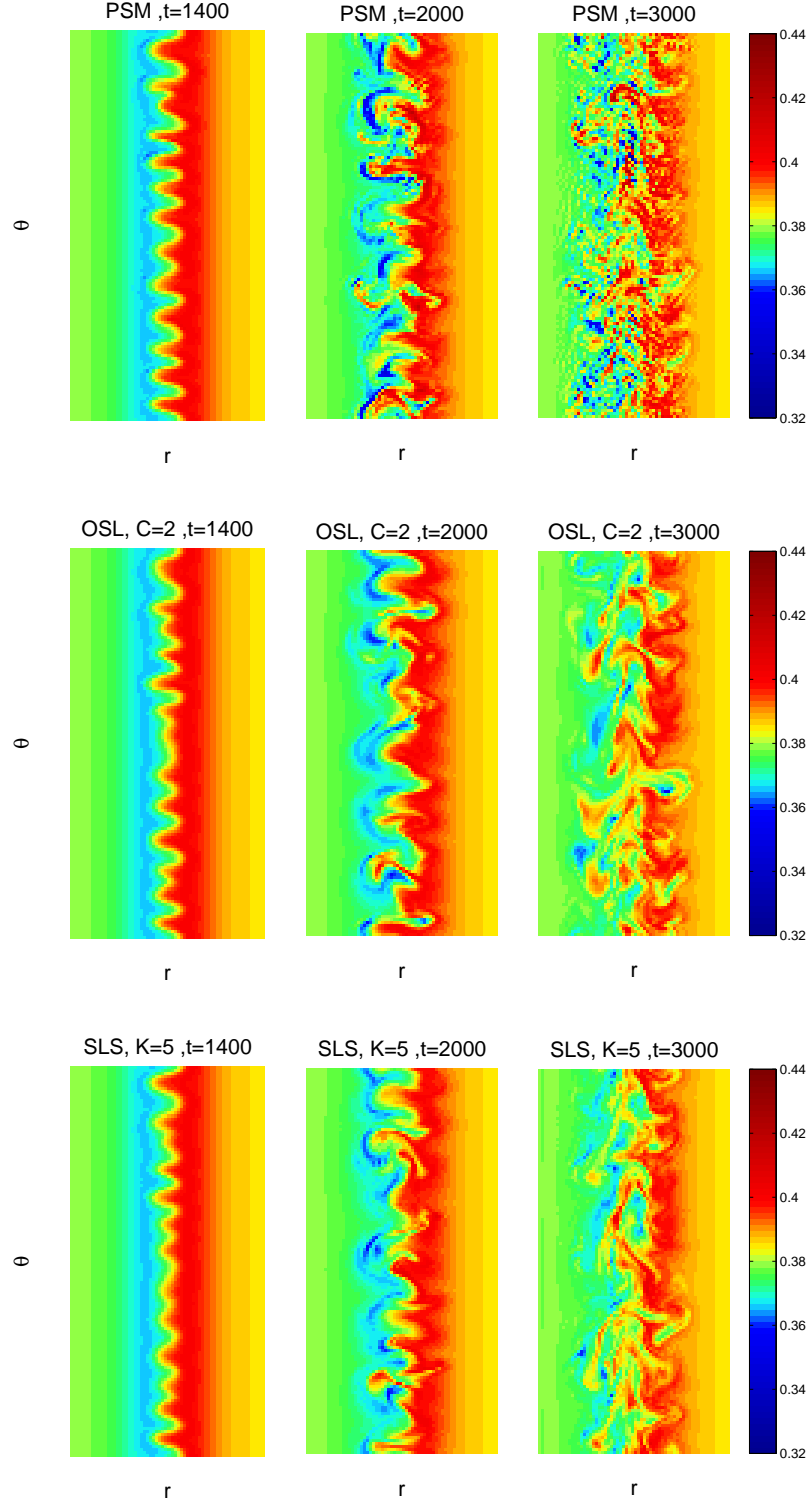 PSM ,t=1400
PSM ,t=2000
PSM ,t=3000
0.44
0.42
0.4
0.38
0.36
0.34
0.32
θ
r
r
r
OSL, C=2 ,t=1400
OSL, C=2 ,t=2000
OSL, C=2 ,t=3000
0.44
0.42
0.4
0.38
0.36
0.34
0.32
θ
r
r
r
SLS, K=5 ,t=1400
SLS, K=5 ,t=2000
SLS, K=5 ,t=3000
0.44
0.42
0.4
0.38
0.36
0.34
0.32
θ
r
r
r